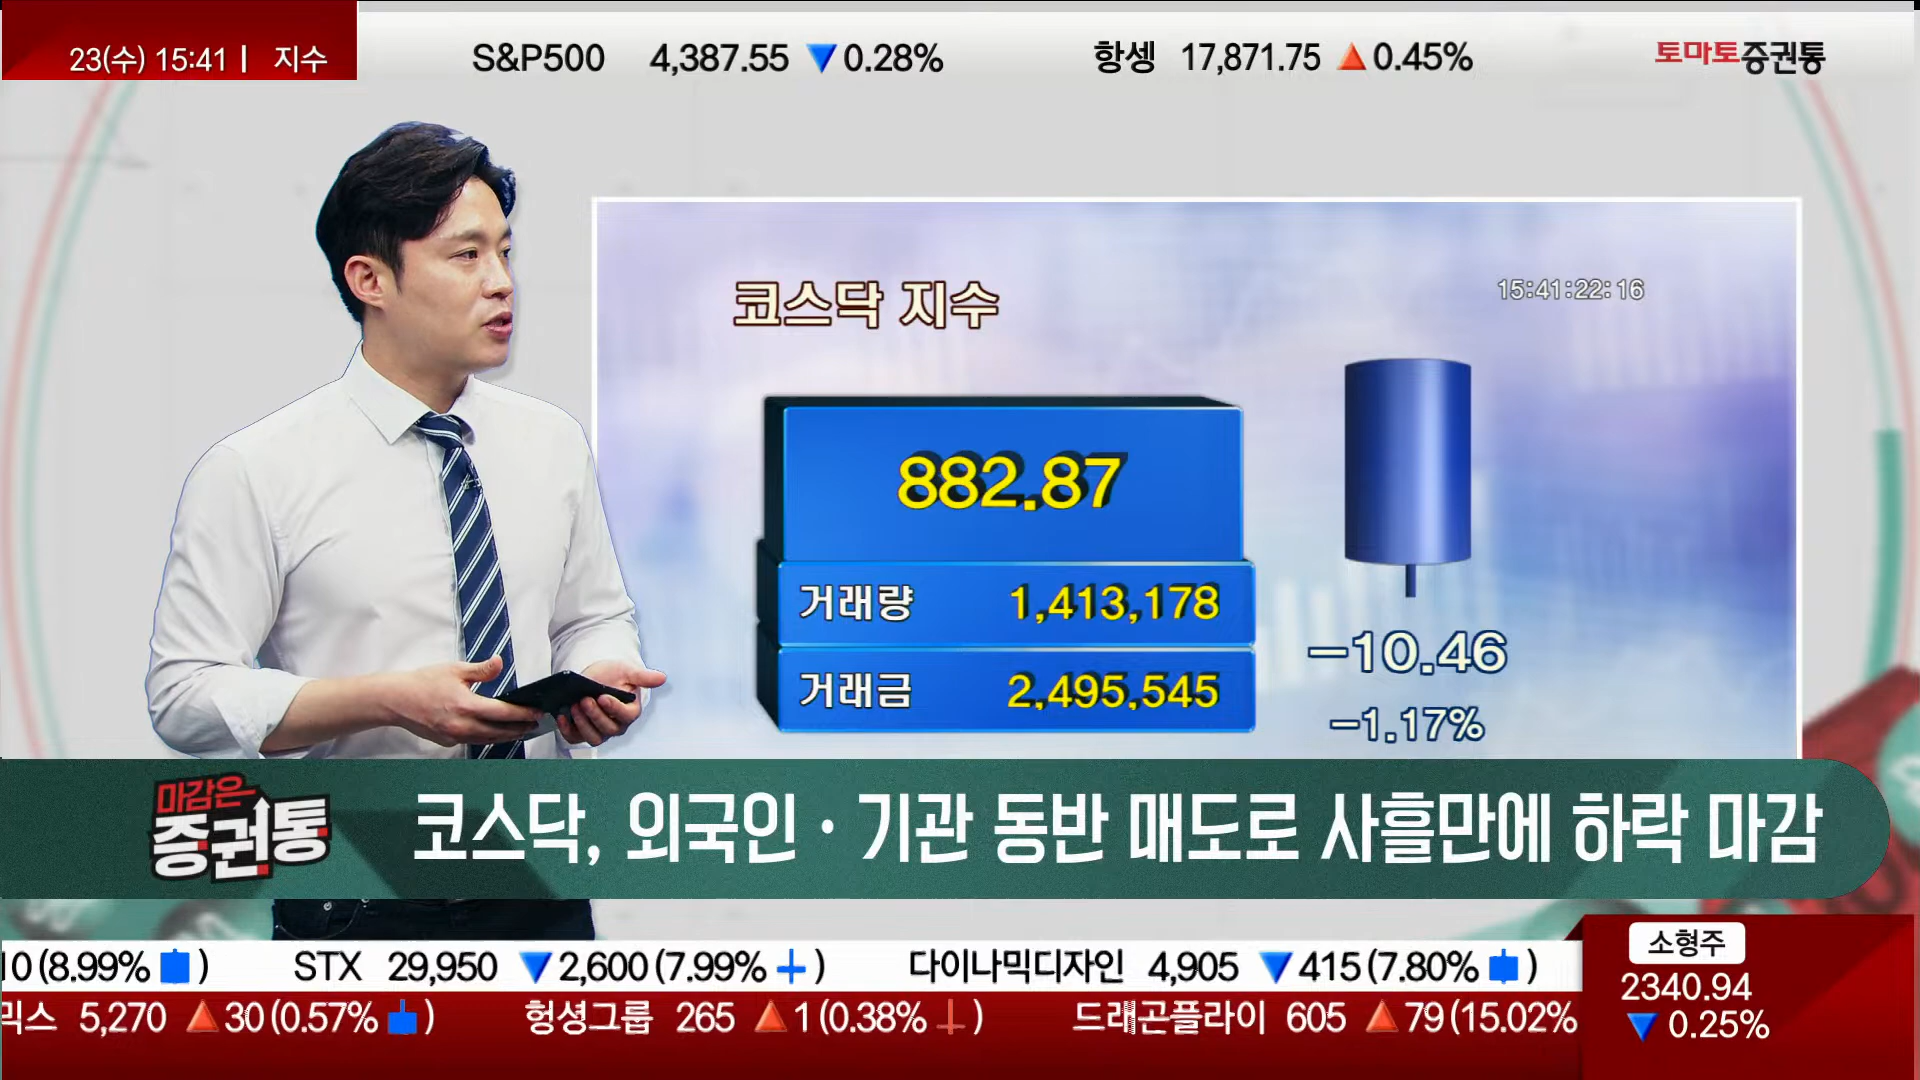 23(수) 15:41 | 지수
S&P500 4,387.55 ▼0.28%
항셍 17,871.75 ▲0.45%
토마토증권통
코스닥 지수
15:41:22:16
882.87
거래량 1,413,178
거래금 2,495,545
-10.46
-1.17%
마감은 증권통
코스닥, 외국인·기관 동반 매도로 사흘만에 하락 마감
10(8.99% ) STX 29,950 ▼2,600(7.99% ) 다이나믹디자인 4,905 ▼415(7.80% )
믹스 5,270 ▲30(0.57% ) 헝셩그룹 265 ▲1(0.38% ) 드래곤플라이 605 ▲79(15.02%
소형주
2340.94
▼0.25%